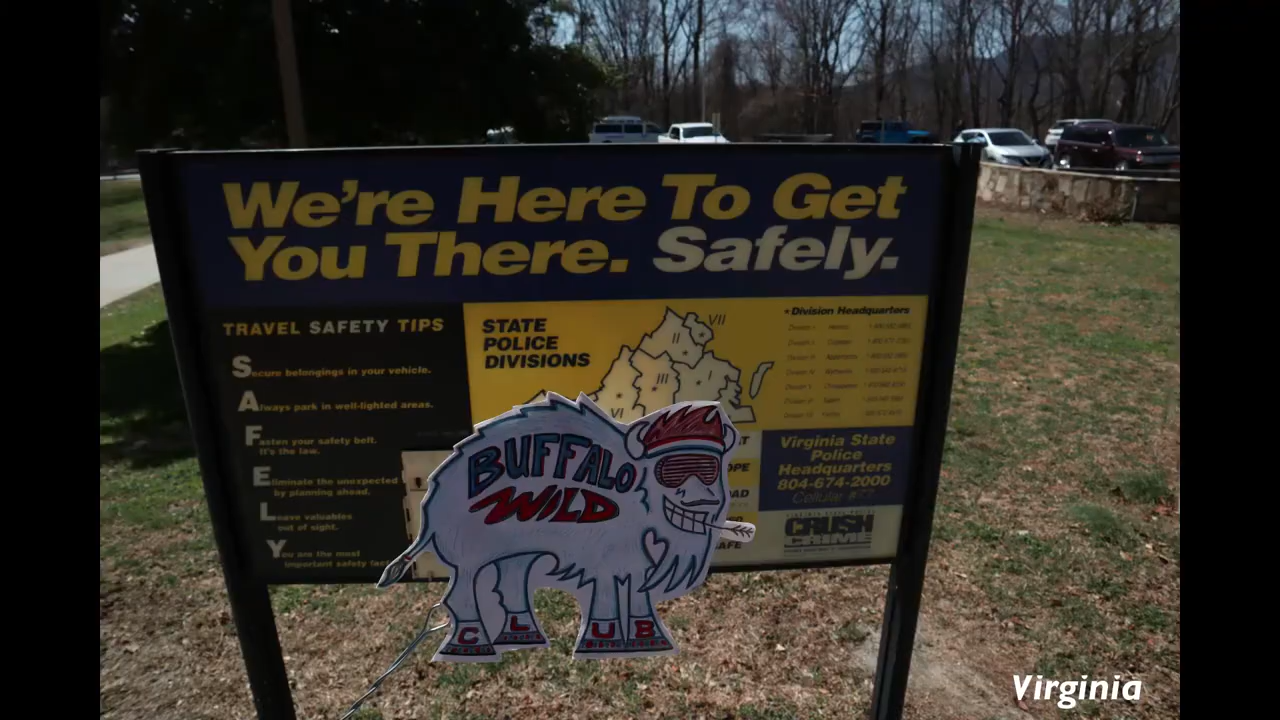 We're Here To Get
You There. Safely.
TRAVEL SAFETY TIPS
Secure belongings in your vehicle.
Always park in well-lighted areas.
Fasten your safety belt.
It's the law.
Eliminate the unexpected
by planning ahead.
Leave valuables
out of sight.
You are the most
important safety
STATE
POLICE
DIVISIONS
VII
II
III
VI
Division Headquarters
Virginia State
Police
Headquarters
804-674-2000
Cellular #77
CRUSH
CRIME
BUFFALO
WILD
C L U B
Virginia